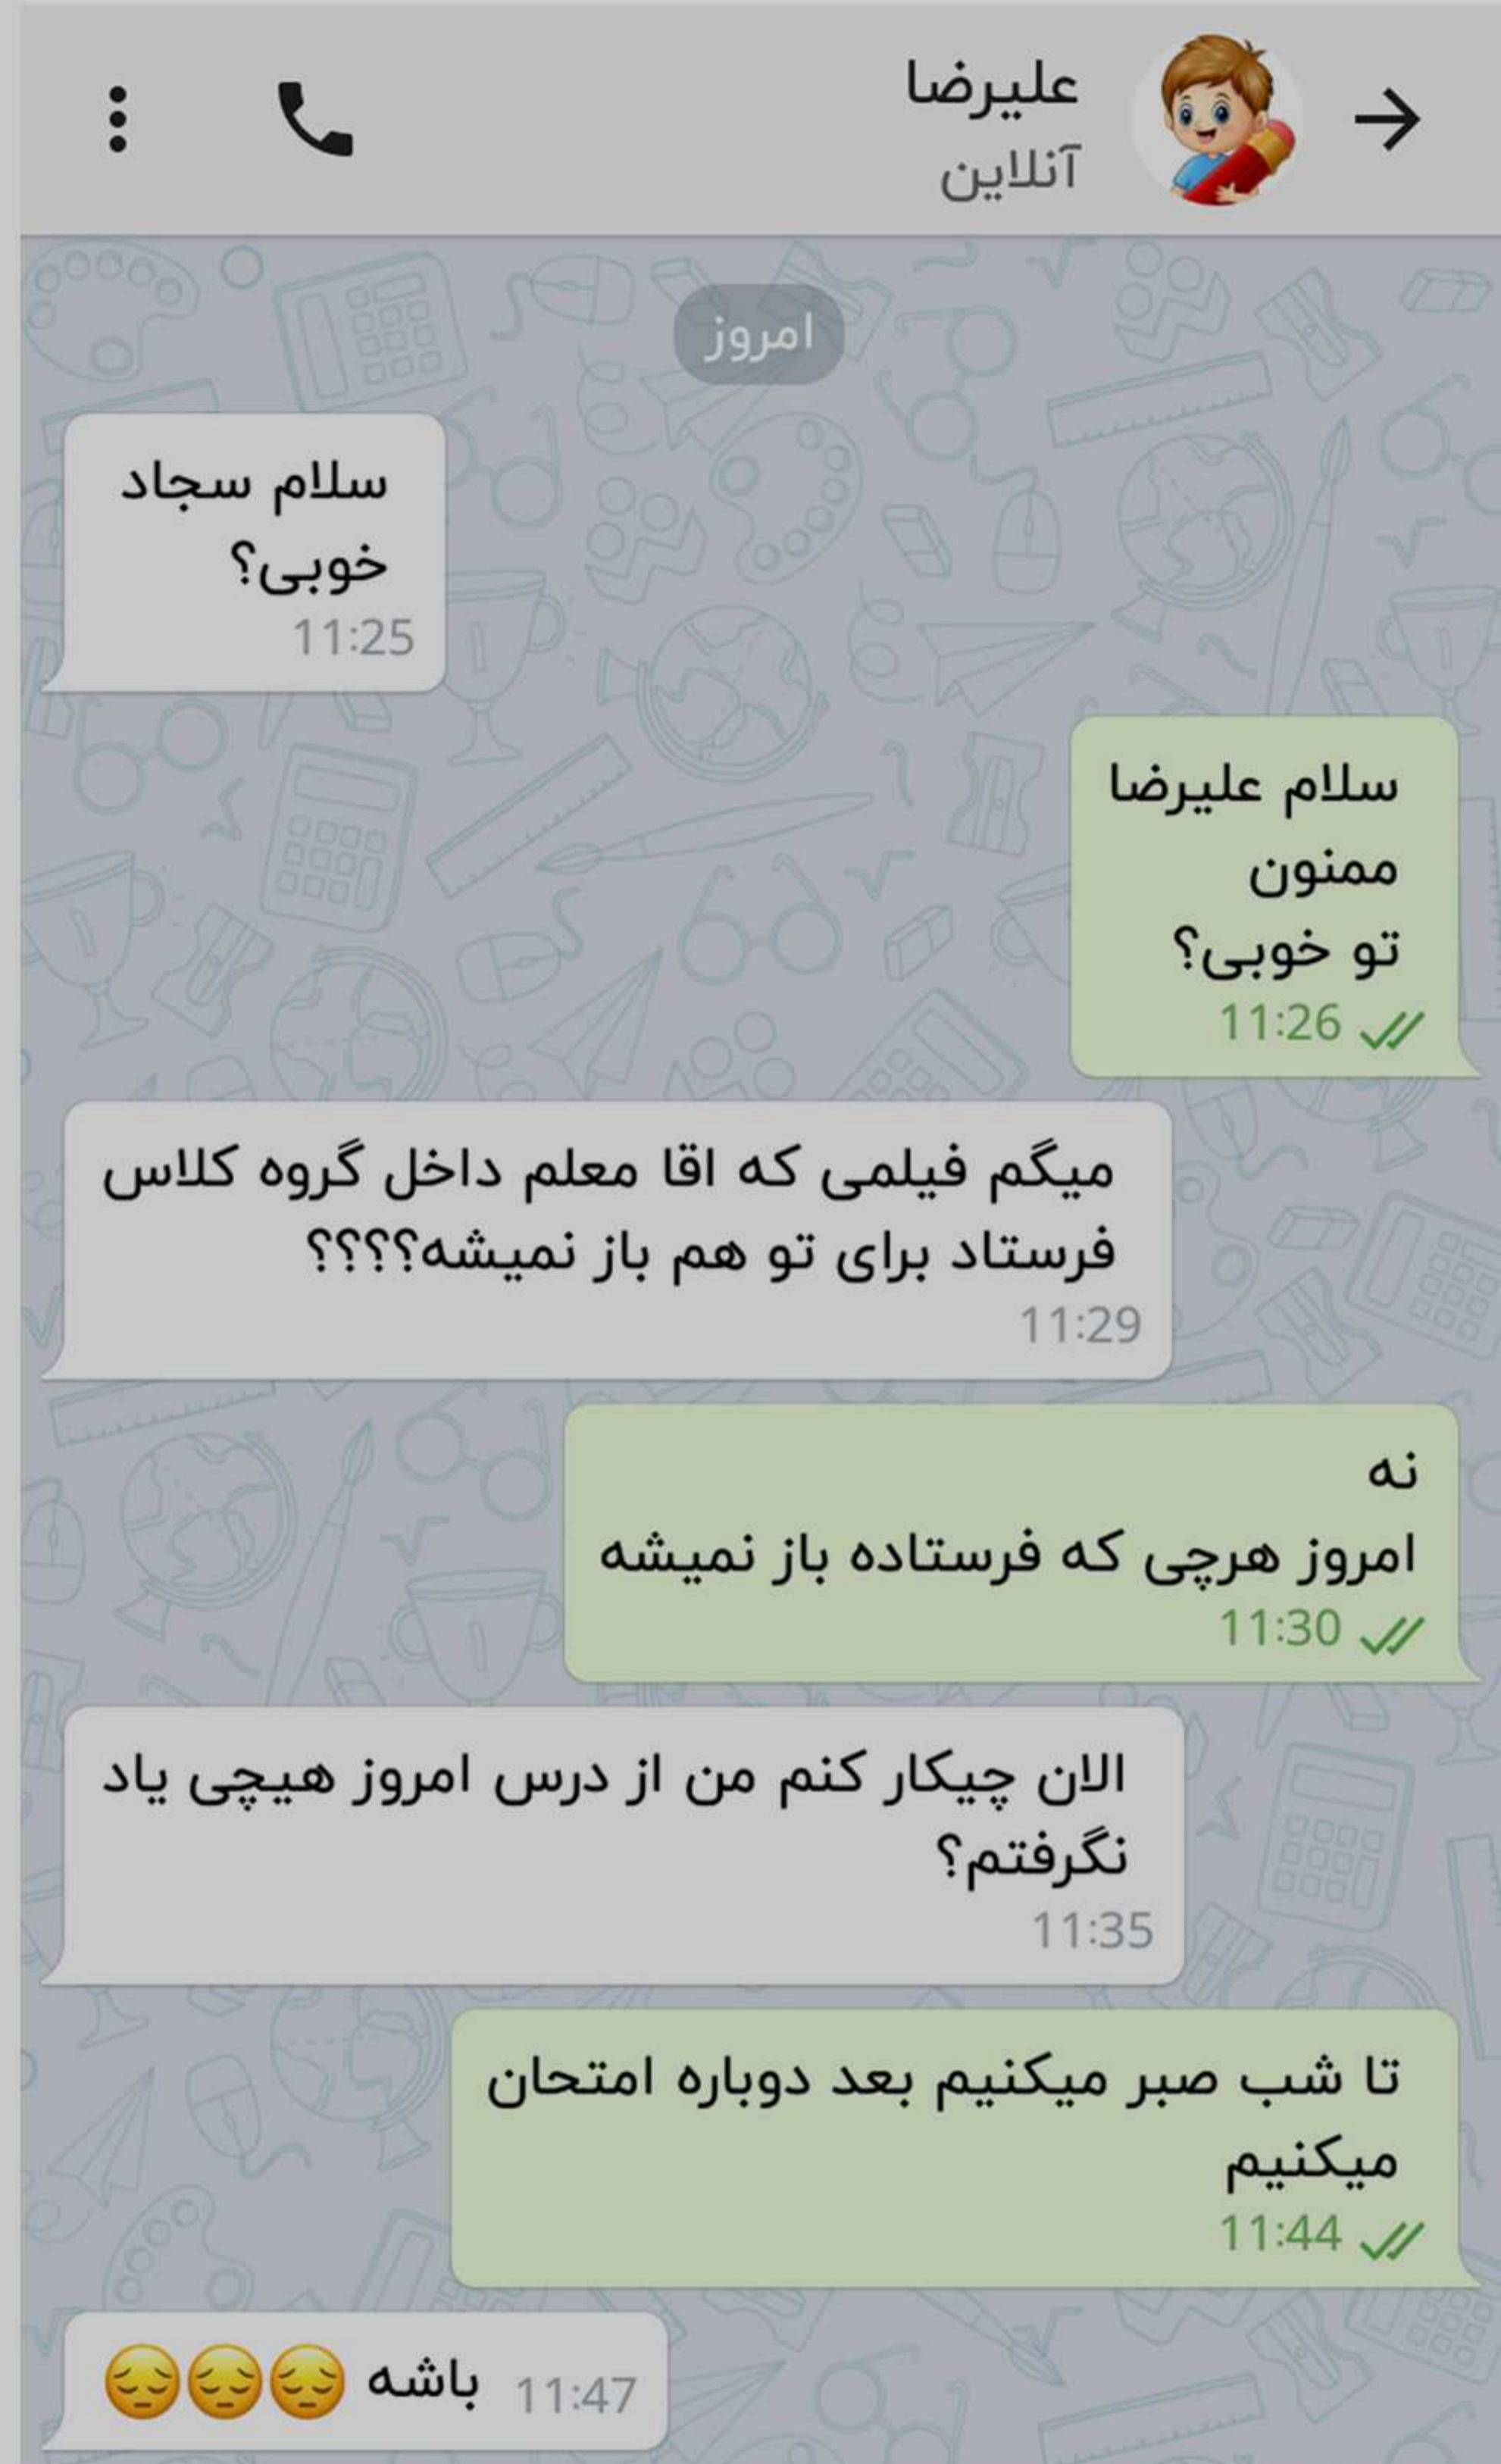 علیرضا
آنلاین
امروز
سلام سجاد
خوبی؟
11:25
سلام علیرضا
ممنون
تو خوبی؟
11:26
میگم فیلمی که اقا معلم داخل گروه کلاس
فرستاد برای تو هم باز نمیشه؟؟؟؟
11:29
نه
امروز هرچی که فرستاده باز نمیشه
11:30
الان چیکار کنم من از درس امروز هیچی یاد
نگرفتم؟
11:35
تا شب صبر میکنیم بعد دوباره امتحان
میکنیم
11:44
باشه 😔😔😔 11:47